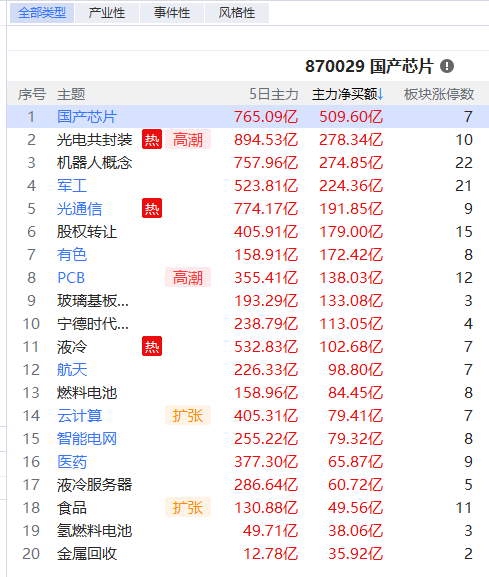 全部类型 产业性 事件性 风格性
870029 国产芯片
序号 主题 5日主力 主力净买额↓ 板块涨停数
1 国产芯片 765.09亿 509.60亿 7
2 光电共封装 热 高潮 894.53亿 278.34亿 10
3 机器人概念 757.96亿 274.85亿 22
4 军工 523.81亿 224.36亿 21
5 光通信 热 774.17亿 191.85亿 9
6 股权转让 405.91亿 179.00亿 15
7 有色 158.91亿 172.42亿 8
8 PCB 高潮 355.41亿 138.03亿 12
9 玻璃基板... 193.29亿 133.08亿 3
10 宁德时代... 238.79亿 113.05亿 4
11 液冷 热 532.83亿 102.68亿 7
12 航天 226.33亿 98.80亿 7
13 燃料电池 158.96亿 84.45亿 8
14 云计算 扩张 405.31亿 79.41亿 7
15 智能电网 255.22亿 79.32亿 8
16 医药 377.30亿 65.87亿 9
17 液冷服务器 286.64亿 60.72亿 5
18 食品 扩张 130.88亿 49.56亿 11
19 氢燃料电池 49.71亿 38.06亿 3
20 金属回收 12.78亿 35.92亿 2